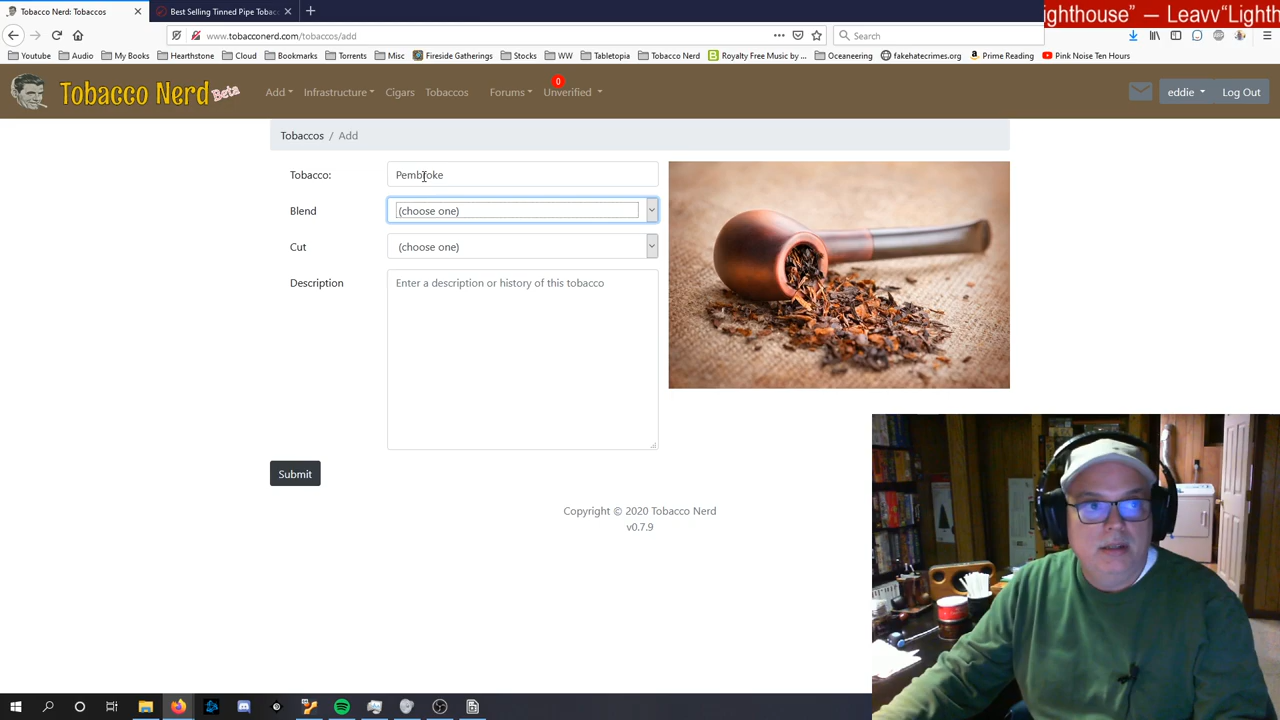 Tobacco Nerd: Tobaccos
Best Selling Tinned Pipe Tobac
ighthouse" — Leavv"Lighth
www.tobacconerd.com/tobaccos/add
Search
Youtube Audio My Books Hearthstone Cloud Bookmarks Torrents Misc Fireside Gatherings Stocks WW Tabletopia Tobacco Nerd Royalty Free Music by ... Oceaneering fakehatecrimes.org Prime Reading Pink Noise Ten Hours
Tobacco Nerd Beta
Add Infrastructure Cigars Tobaccos Forums 0 Unverified eddie Log Out
Tobaccos / Add
Tobacco: Pembroke
Blend (choose one)
Cut (choose one)
Description Enter a description or history of this tobacco
Submit
Copyright © 2020 Tobacco Nerd
v0.7.9